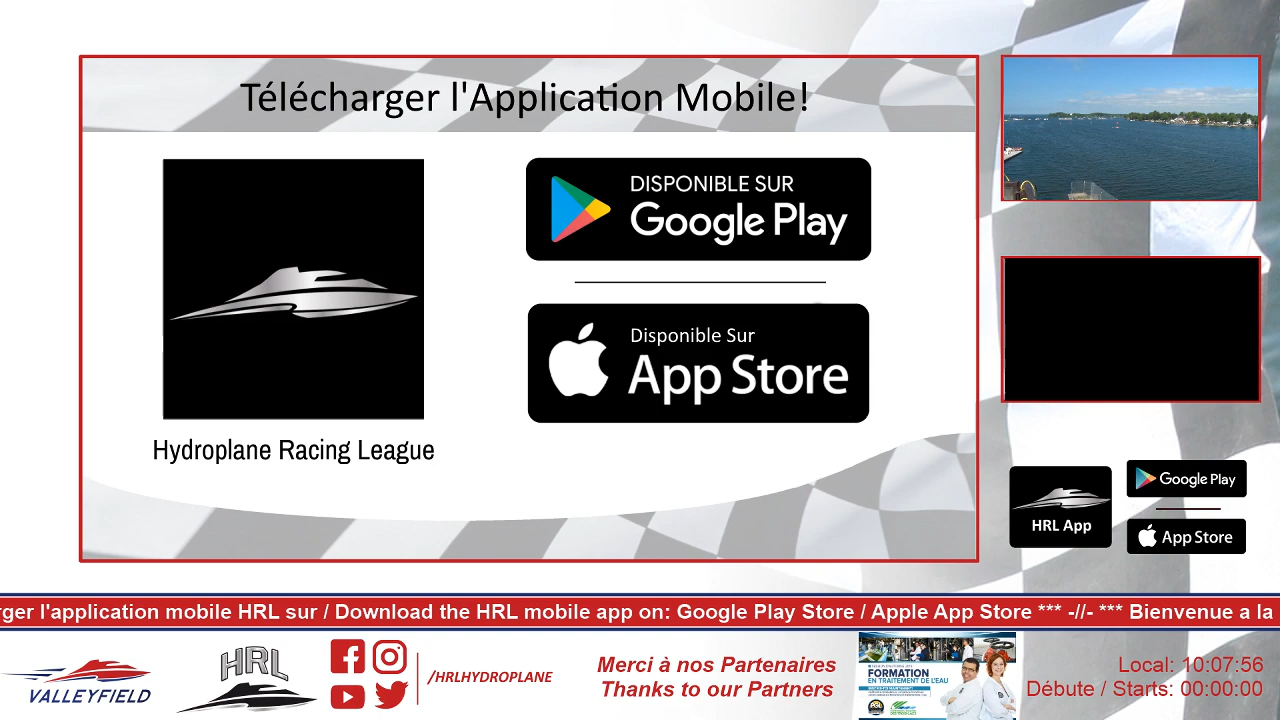 Télécharger l'Application Mobile!
DISPONIBLE SUR
Google Play
Disponible Sur
App Store
Hydroplane Racing League
HRL App
Google Play
App Store
rger l'application mobile HRL sur / Download the HRL mobile app on: Google Play Store / Apple App Store *** -//- *** Bienvenue a la
VALLEYFIELD
HRL
/HRLHYDROPLANE
Merci à nos Partenaires
Thanks to our Partners
FORMATION
EN TRAITEMENT DE L'EAU
Local: 10:07:56
Débute / Starts: 00:00:00